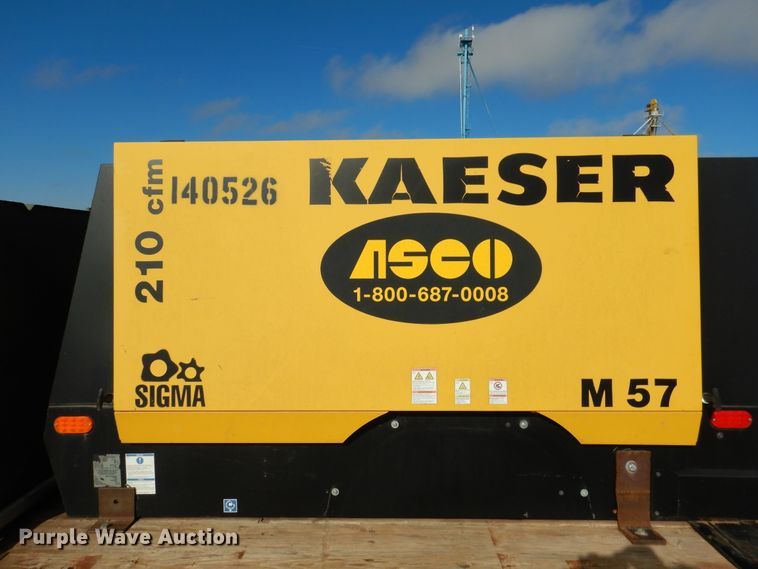 KAESER
140526
210 cfm
ASCO
1-800-687-0008
SIGMA
M 57
Purple Wave Auction